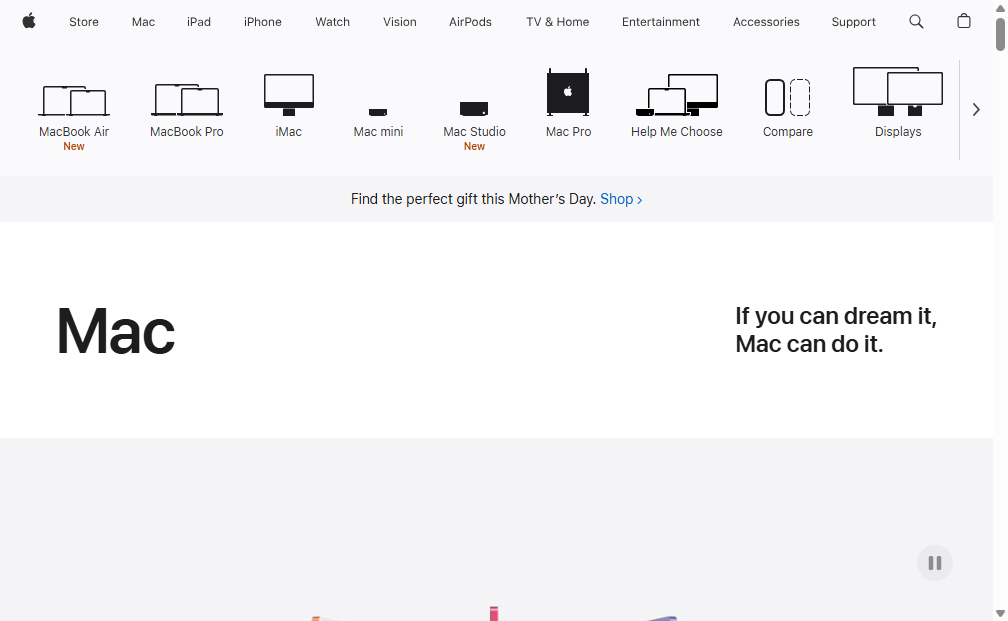 Store Mac iPad iPhone Watch Vision AirPods TV & Home Entertainment Accessories Support
MacBook Air MacBook Pro iMac Mac mini Mac Studio Mac Pro Help Me Choose Compare Displays
New New
Find the perfect gift this Mother’s Day. Shop >
Mac
If you can dream it,
Mac can do it.